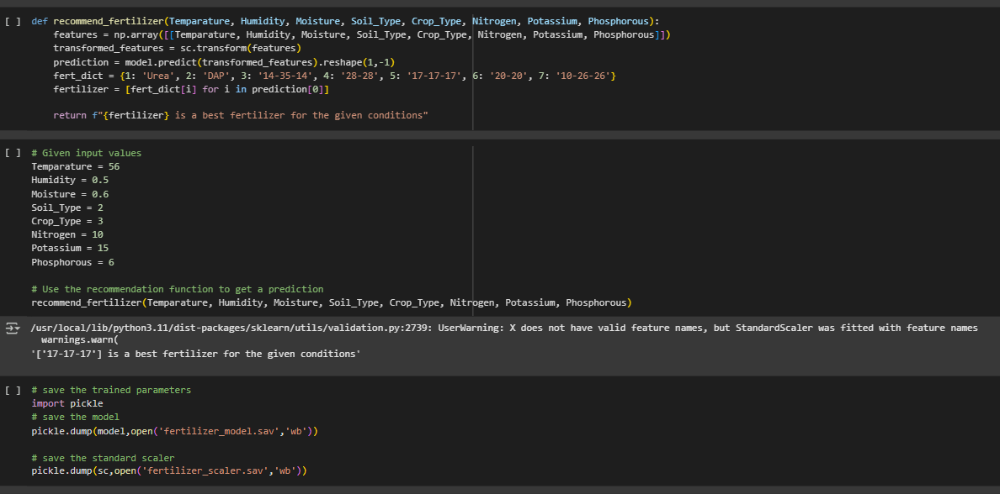 [ ] def recommend_fertilizer(Temparature, Humidity, Moisture, Soil_Type, Crop_Type, Nitrogen, Potassium, Phosphorous):
features = np.array([[Temparature, Humidity, Moisture, Soil_Type, Crop_Type, Nitrogen, Potassium, Phosphorous]])
transformed_features = sc.transform(features)
prediction = model.predict(transformed_features).reshape(1,-1)
fert_dict = {1: 'Urea', 2: 'DAP', 3: '14-35-14', 4: '28-28', 5: '17-17-17', 6: '20-20', 7: '10-26-26'}
fertilizer = [fert_dict[i] for i in prediction[0]]
return f"{fertilizer} is a best fertilizer for the given conditions"
[ ] # Given input values
Temparature = 56
Humidity = 0.5
Moisture = 0.6
Soil_Type = 2
Crop_Type = 3
Nitrogen = 10
Potassium = 15
Phosphorous = 6
# Use the recommendation function to get a prediction
recommend_fertilizer(Temparature, Humidity, Moisture, Soil_Type, Crop_Type, Nitrogen, Potassium, Phosphorous)
/usr/local/lib/python3.11/dist-packages/sklearn/utils/validation.py:2739: UserWarning: X does not have valid feature names, but StandardScaler was fitted with feature names
warnings.warn(
'['17-17-17'] is a best fertilizer for the given conditions'
[ ] # save the trained parameters
import pickle
# save the model
pickle.dump(model,open('fertilizer_model.sav','wb'))
# save the standard scaler
pickle.dump(sc,open('fertilizer_scaler.sav','wb'))